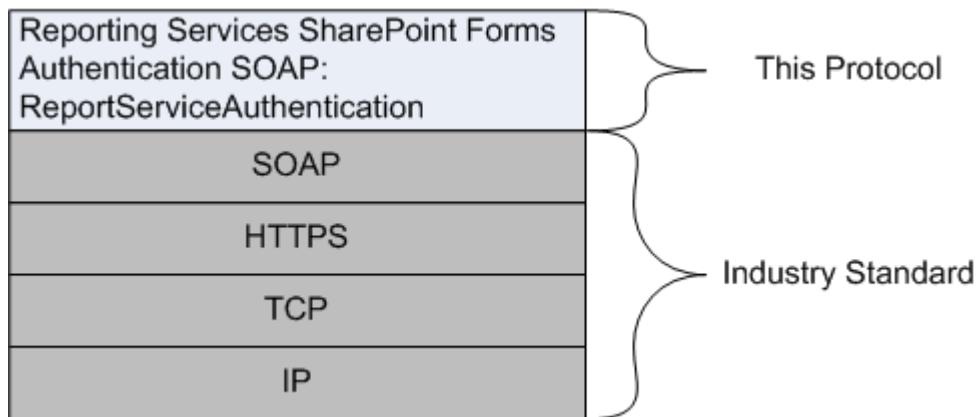 Reporting Services SharePoint Forms
Authentication SOAP:
ReportServiceAuthentication
This Protocol
SOAP
HTTPS
TCP
IP
Industry Standard